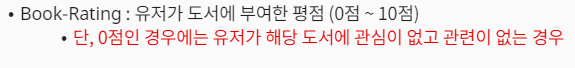 • Book-Rating : 유저가 도서에 부여한 평점 (0점 ~ 10점)
• 단, 0점인 경우에는 유저가 해당 도서에 관심이 없고 관련이 없는 경우